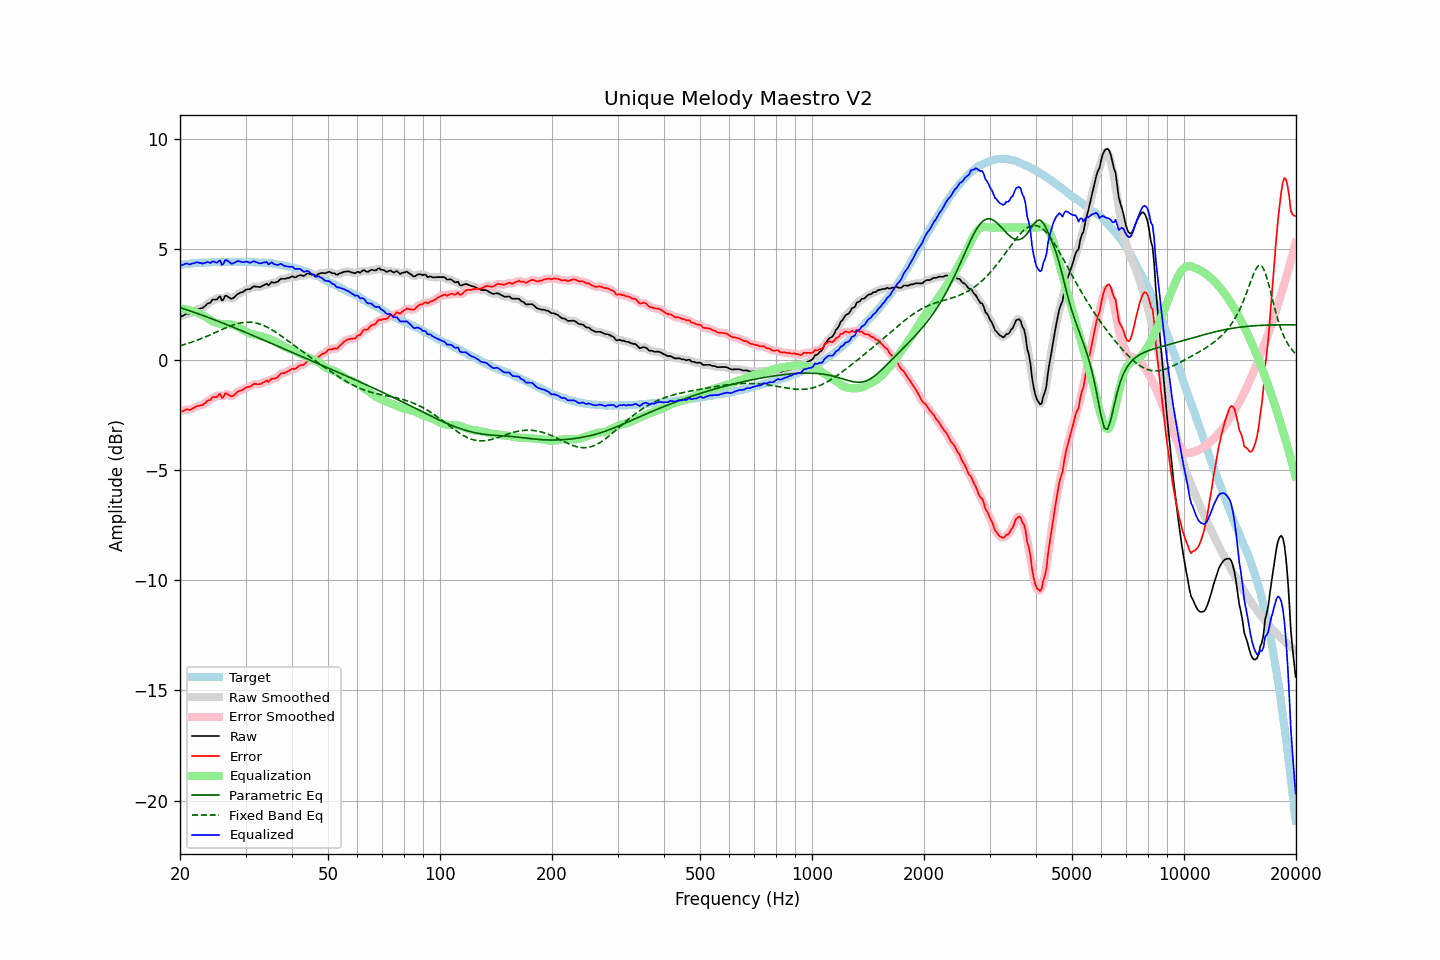 Unique Melody Maestro V2
10
5
0
−5
−10
−15
−20
Amplitude (dBr)
Target
Raw Smoothed
Error Smoothed
Raw
Error
Equalization
Parametric Eq
Fixed Band Eq
Equalized
20
50
100
200
500
1000
2000
5000
10000
20000
Frequency (Hz)